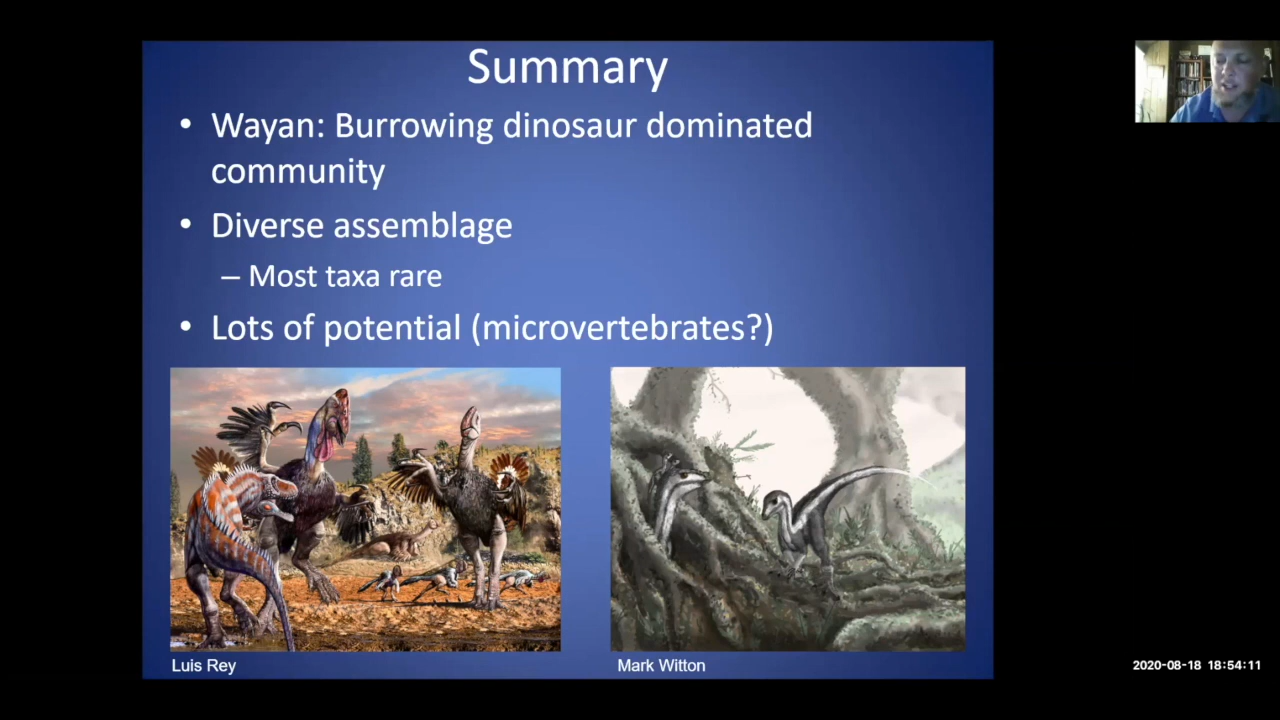 Summary
• Wayan: Burrowing dinosaur dominated
community
• Diverse assemblage
– Most taxa rare
• Lots of potential (microvertebrates?)
Luis Rey
Mark Witton
2020-08-18 18:54:11